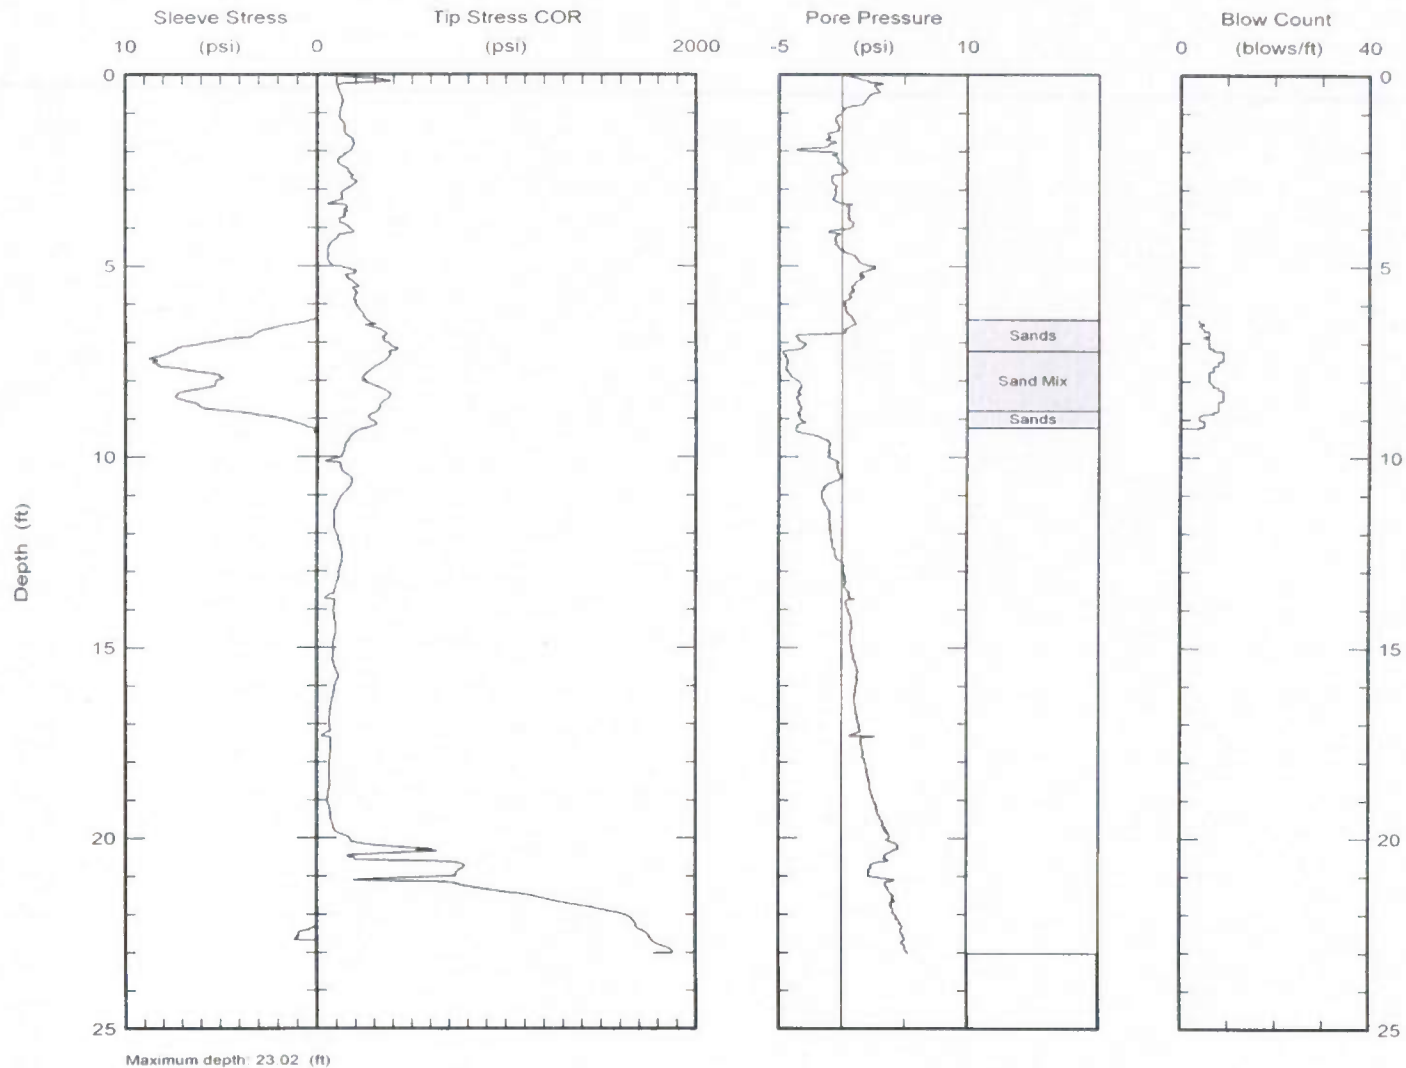 Sleeve Stress Tip Stress COR Pore Pressure Blow Count
10 (psi) 0 (psi) 2000 -5 (psi) 10 0 (blows/ft) 40
0 0
5 5
Sands
Sand Mix
Sands
10 10
Depth (ft)
15 15
20 20
25 25
Maximum depth: 23.02 (ft)